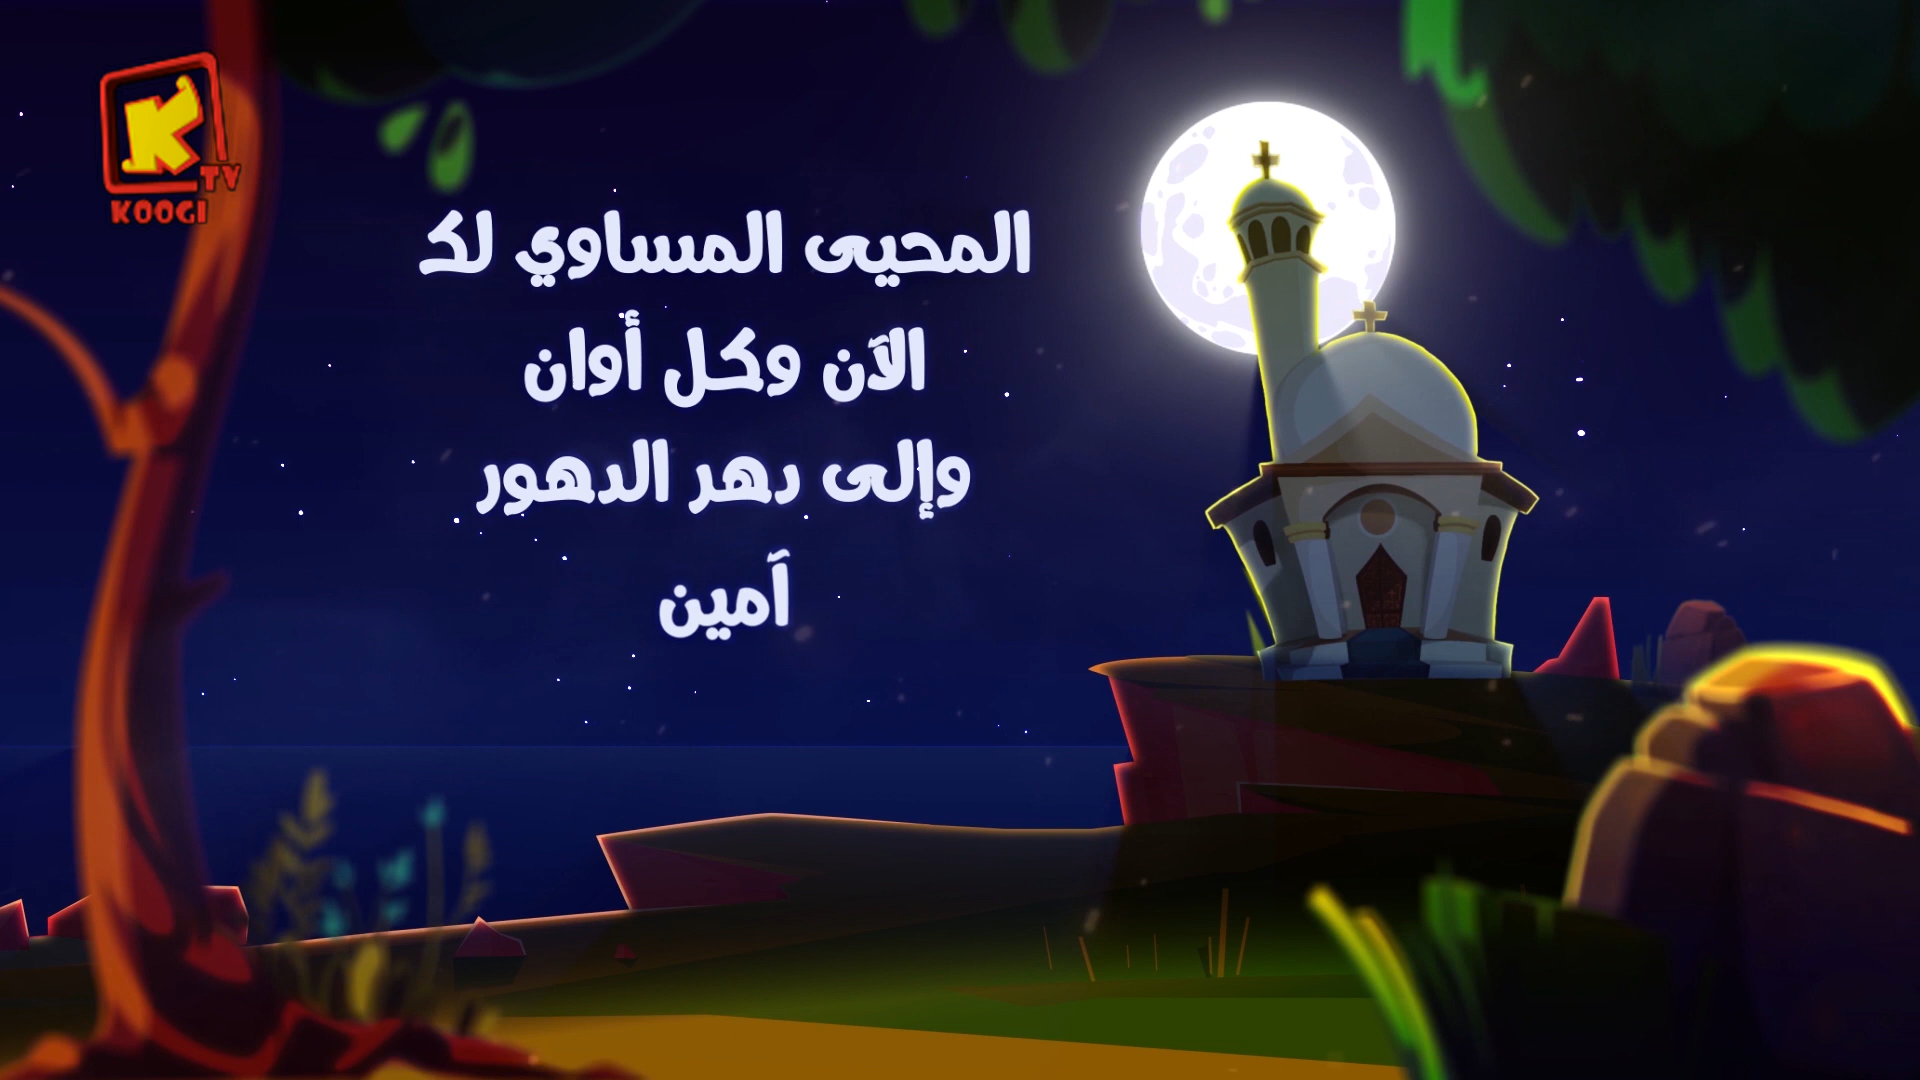 K TV
KOOGI
المحيى المساوي لك
الآن وكل أوان
وإلى دهر الدهور
آمين